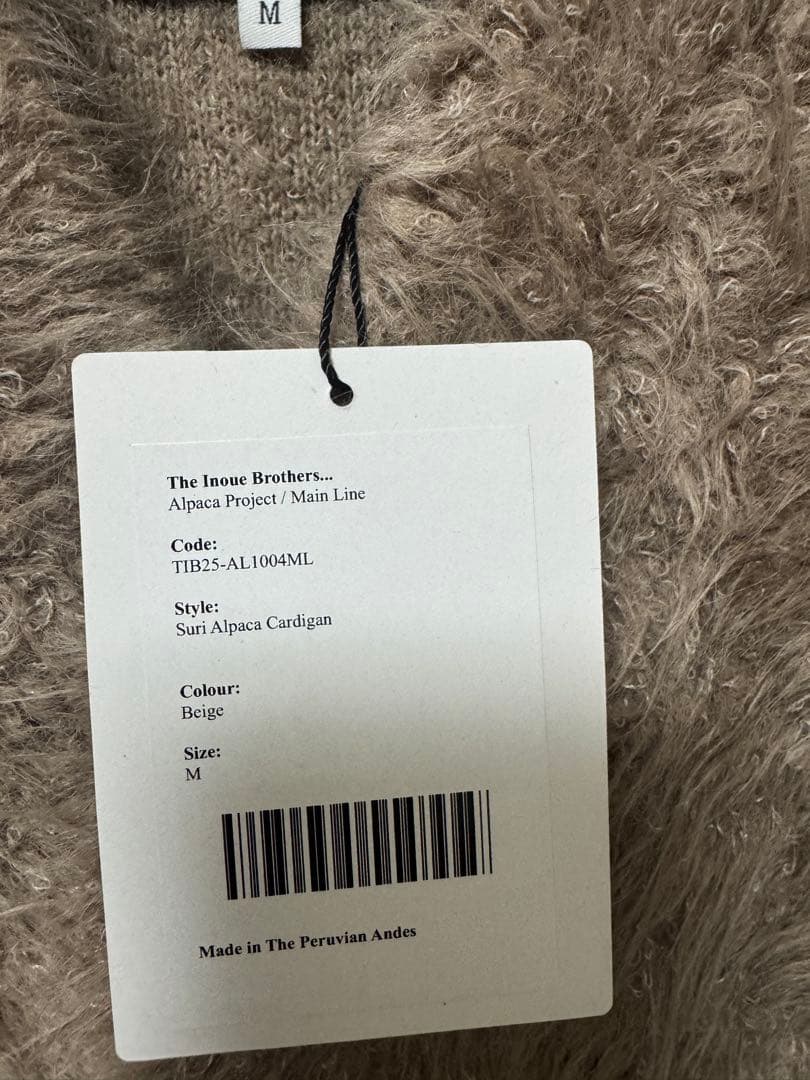 M
The Inoue Brothers...
Alpaca Project / Main Line
Code:
TIB25-AL1004ML
Style:
Suri Alpaca Cardigan
Colour:
Beige
Size:
M
Made in The Peruvian Andes